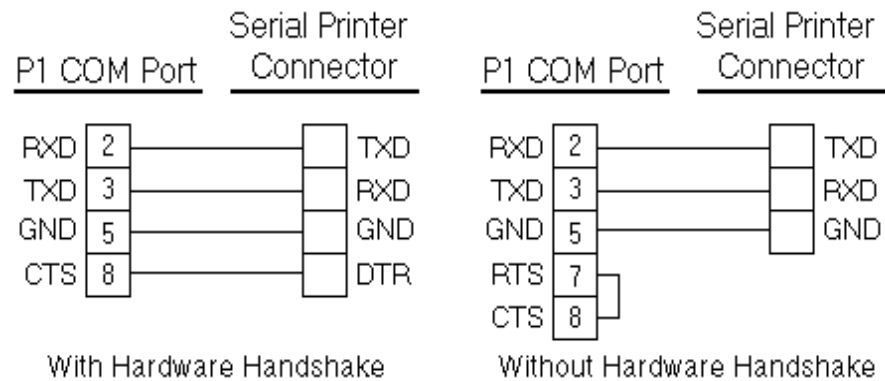 Serial Printer
P1 COM Port Connector
RXD 2 TXD
TXD 3 RXD
GND 5 GND
CTS 8 DTR
With Hardware Handshake
Serial Printer
P1 COM Port Connector
RXD 2 TXD
TXD 3 RXD
GND 5 GND
RTS 7
CTS 8
Without Hardware Handshake